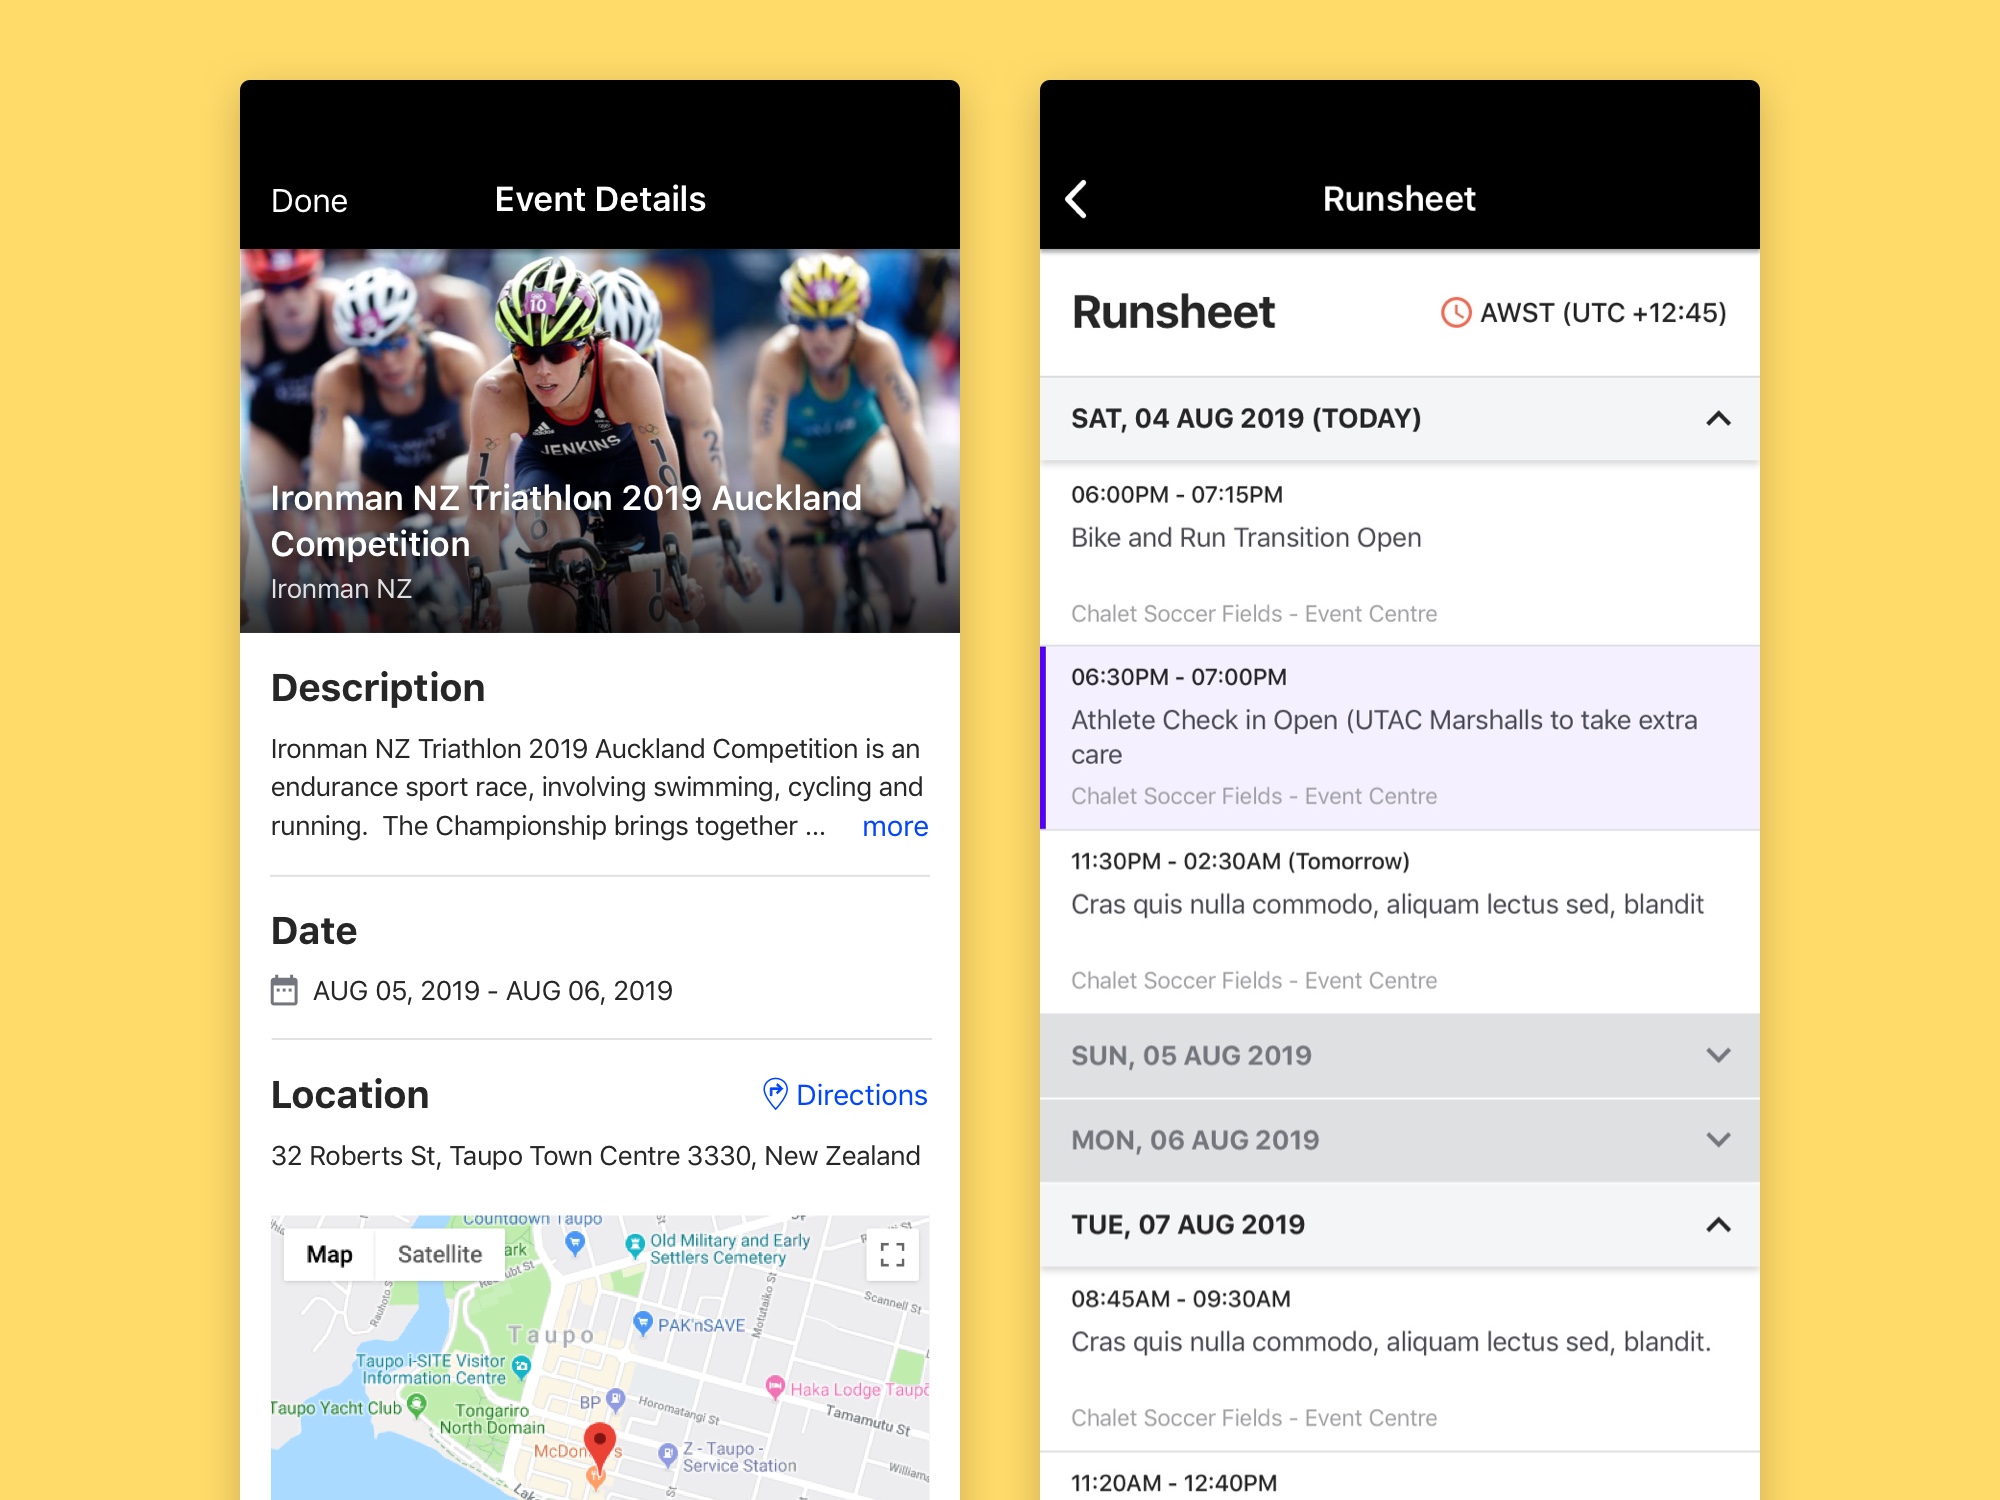 Done
Event Details
10
JENKINS
Ironman NZ Triathlon 2019 Auckland
Competition
Ironman NZ
Description
Ironman NZ Triathlon 2019 Auckland Competition is an
endurance sport race, involving swimming, cycling and
running.  The Championship brings together ...
more
Date
AUG 05, 2019 - AUG 06, 2019
Location
Directions
32 Roberts St, Taupo Town Centre 3330, New Zealand
Map
Satellite
Countdown Taupo
Old Military and Early
Settlers Cemetery
Scannell St
Motutaiko St
Taupo
PAK'nSAVE
Taupo i-SITE Visitor
Information Centre
Haka Lodge Taupō
BP
Horomatangi St
Tamamutu St
Taupo Yacht Club
Tongariro
North Domain
Z - Taupo -
Service Station
Runsheet
Runsheet
AWST (UTC +12:45)
SAT, 04 AUG 2019 (TODAY)
06:00PM - 07:15PM
Bike and Run Transition Open
Chalet Soccer Fields - Event Centre
06:30PM - 07:00PM
Athlete Check in Open (UTAC Marshalls to take extra
care
Chalet Soccer Fields - Event Centre
11:30PM - 02:30AM (Tomorrow)
Cras quis nulla commodo, aliquam lectus sed, blandit
Chalet Soccer Fields - Event Centre
SUN, 05 AUG 2019
MON, 06 AUG 2019
TUE, 07 AUG 2019
08:45AM - 09:30AM
Cras quis nulla commodo, aliquam lectus sed, blandit.
Chalet Soccer Fields - Event Centre
11:20AM - 12:40PM